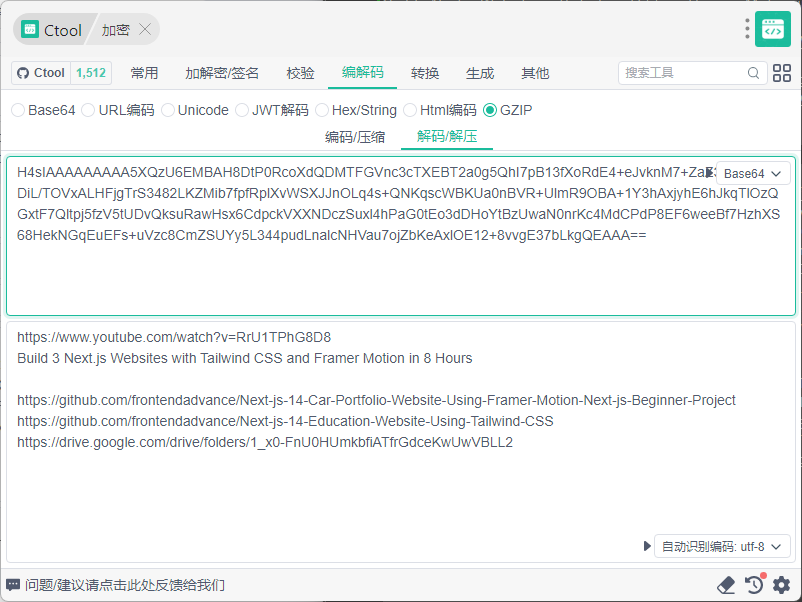 Ctool
加密
Ctool 1,512 常用 加解密/签名 校验 编解码 转换 生成 其他 搜索工具
Base64 URL编码 Unicode JWT解码 Hex/String Html编码 GZIP
编码/压缩 解码/解压
H4sIAAAAAAAAA5XQzU6EMBAH8DtP0RcoXdQDMTFGVnc3cTXEBT2a0g5QhI7pB13fXoRdE4+eJvknM7+Za
Base64
DiL/TOVxALHFjgTrS3482LKZMib7fpfRplXvWSXJJnOLq4s+QNKqscWBKUa0nBVR+UlmR9OBA+1Y3hAxjyhE6hJkqTIOzQ
GxtF7Qltpj5fzV5tUDvQksuRawHsx6CdpckVXXNDczSuxl4hPaG0tEo3dDHoYtBzUwaN0nrKc4MdCPdP8EF6weeBf7HzhXS
68HekNGqEuEFs+uVzc8CmZSUYy5L344pudLnalcNHVau7ojZbKeAxlOE12+8vvgE37bLkgQEAAA==
https://www.youtube.com/watch?v=RrU1TPhG8D8
Build 3 Next.js Websites with Tailwind CSS and Framer Motion in 8 Hours
https://github.com/frontendadvance/Next-js-14-Car-Portfolio-Website-Using-Framer-Motion-Next-js-Beginner-Project
https://github.com/frontendadvance/Next-js-14-Education-Website-Using-Tailwind-CSS
https://drive.google.com/drive/folders/1_x0-FnU0HUmkbfiATfrGdceKwUwVBLL2
自动识别编码: utf-8
问题/建议请点击此处反馈给我们